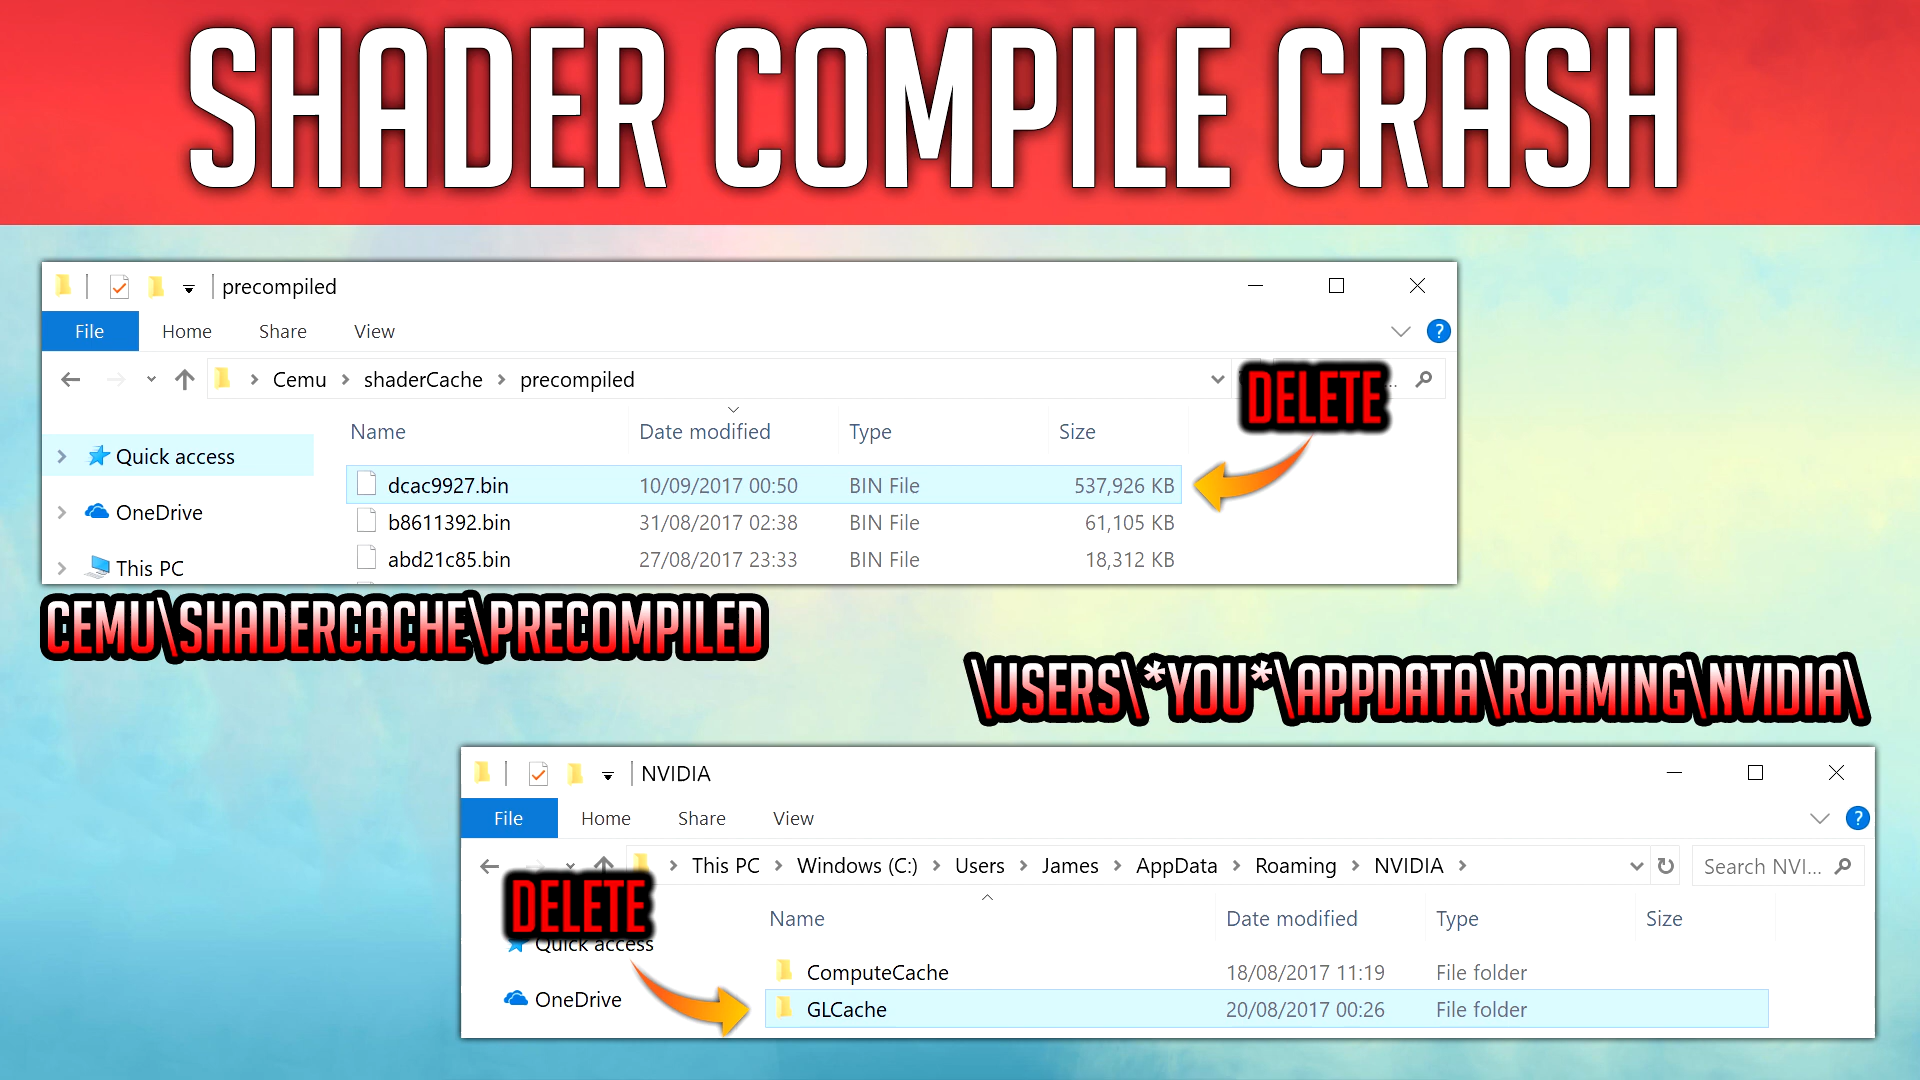 SHADER COMPILE CRASH
precompiled
File Home Share View
Cemu shaderCache precompiled
DELETE
Name Date modified Type Size
Quick access
dcac9927.bin 10/09/2017 00:50 BIN File 537,926 KB
OneDrive
b8611392.bin 31/08/2017 02:38 BIN File 61,105 KB
This PC
abd21c85.bin 27/08/2017 23:33 BIN File 18,312 KB
CEMU\SHADERCACHE\PRECOMPILED
\USERS\*YOU*\APPDATA\ROAMING\NVIDIA\
NVIDIA
File Home Share View
This PC Windows (C:) Users James AppData Roaming NVIDIA Search NVI...
DELETE
Name Date modified Type Size
Quick access
ComputeCache 18/08/2017 11:19 File folder
OneDrive
GLCache 20/08/2017 00:26 File folder